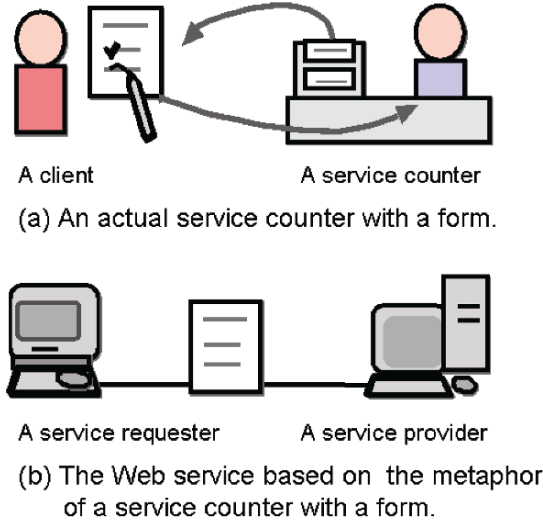 A client
A service counter
(a) An actual service counter with a form.
A service requester
A service provider
(b) The Web service based on the metaphor
of a service counter with a form.